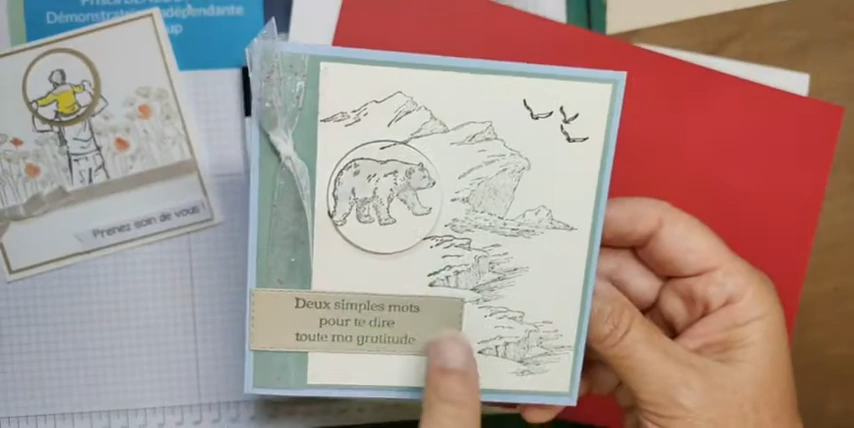 Démonstratrice Indépendante
Prenez soin de vous !
Deux simples mots
pour te dire
toute ma gratitude